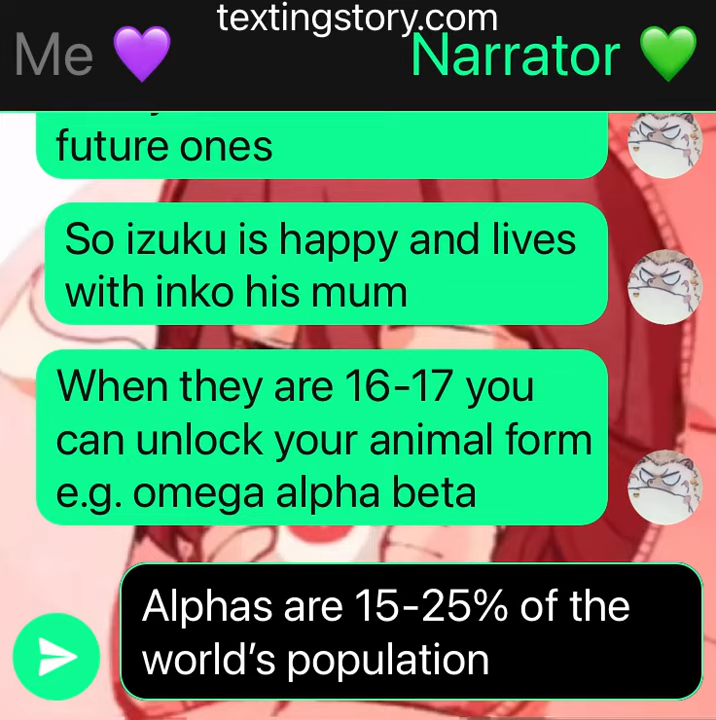 textingstory.com
Me 💜 Narrator 💚
future ones
So izuku is happy and lives
with inko his mum
When they are 16-17 you
can unlock your animal form
e.g. omega alpha beta
Alphas are 15-25% of the
world's population